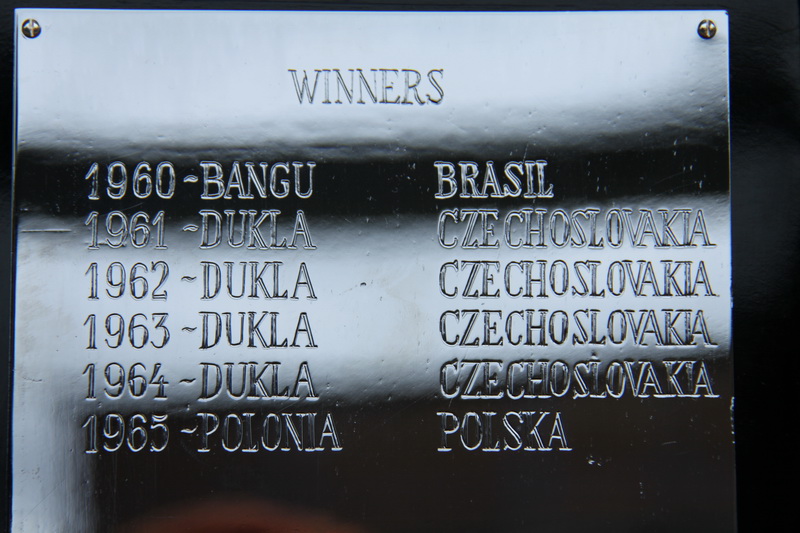 WINNERS
1960~BANGU BRASIL
1961~DUKLA CZECHOSLOVAKIA
1962~DUKLA CZECHOSLOVAKIA
1963~DUKLA CZECHOSLOVAKIA
1964~DUKLA CZECHOSLOVAKIA
1965~POLONIA POLSKA